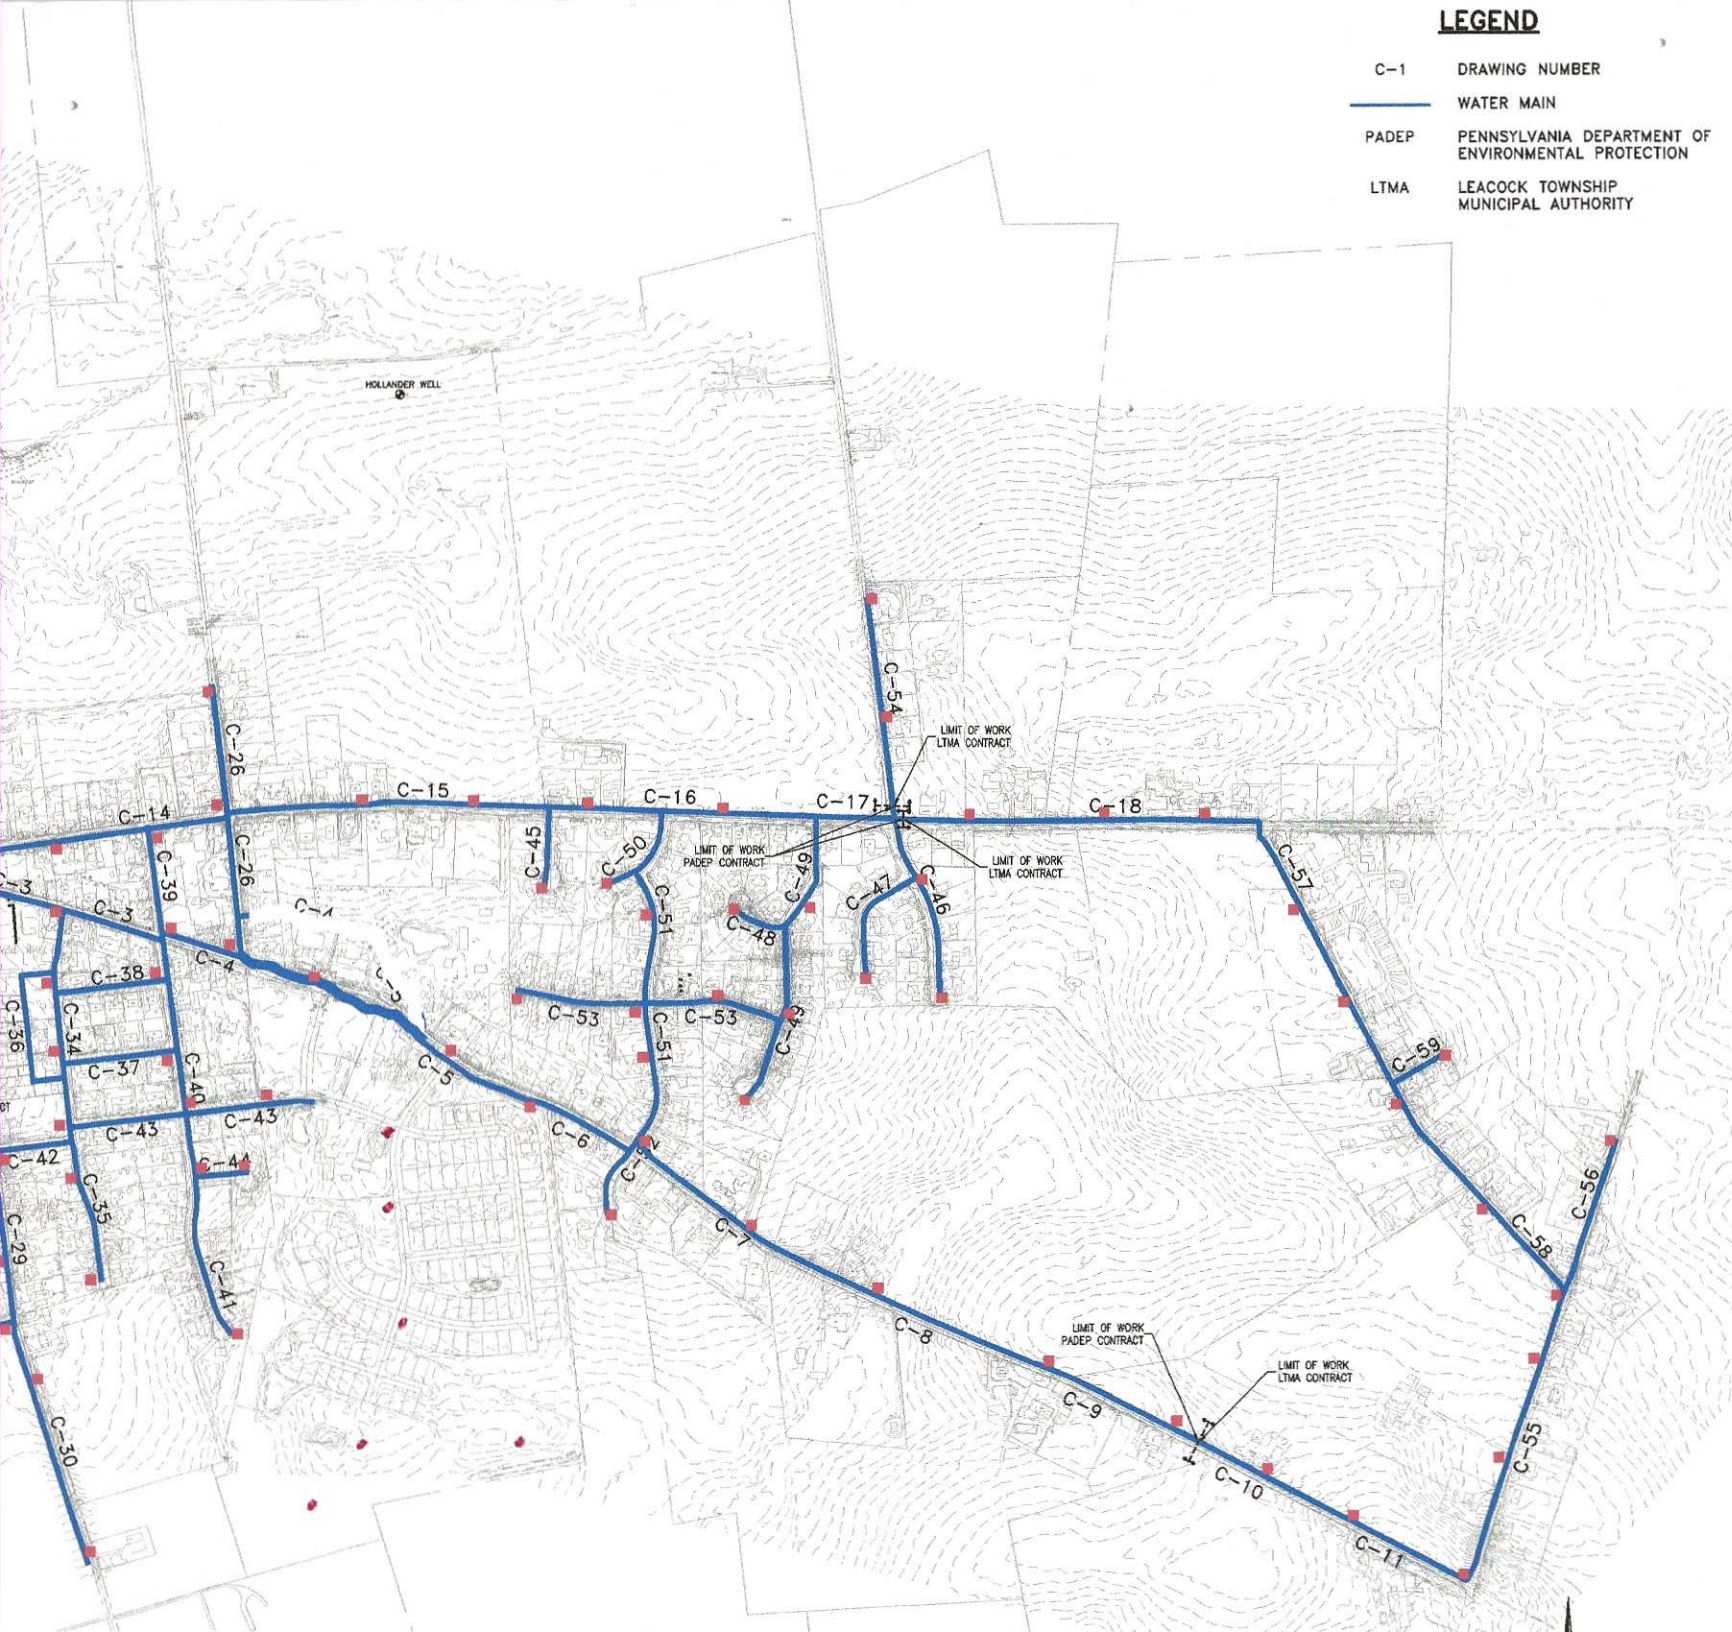 LEGEND
C-1 DRAWING NUMBER
WATER MAIN
PADEP PENNSYLVANIA DEPARTMENT OF
ENVIRONMENTAL PROTECTION
LTMA LEACOCK TOWNSHIP
MUNICIPAL AUTHORITY
HOLLANDER WELL
C-54
LIMIT OF WORK
LTMA CONTRACT
C-26
C-15
C-16
C-17
C-18
C-14
C-45
C-50
LIMIT OF WORK
PADEP CONTRACT
C-49
LIMIT OF WORK
LTMA CONTRACT
C-57
C-39
C-26
C-47
C-46
C-3
C-3
C-4
C-51
C-48
C-4
C-38
C-5
C-53
C-53
C-49
C-36
C-34
C-37
C-40
C-5
C-51
C-59
C-43
C-43
C-6
C-42
C-44
C-35
C-56
C-7
C-29
C-58
C-41
C-8
LIMIT OF WORK
PADEP CONTRACT
LIMIT OF WORK
LTMA CONTRACT
C-9
C-30
C-55
C-10
C-11